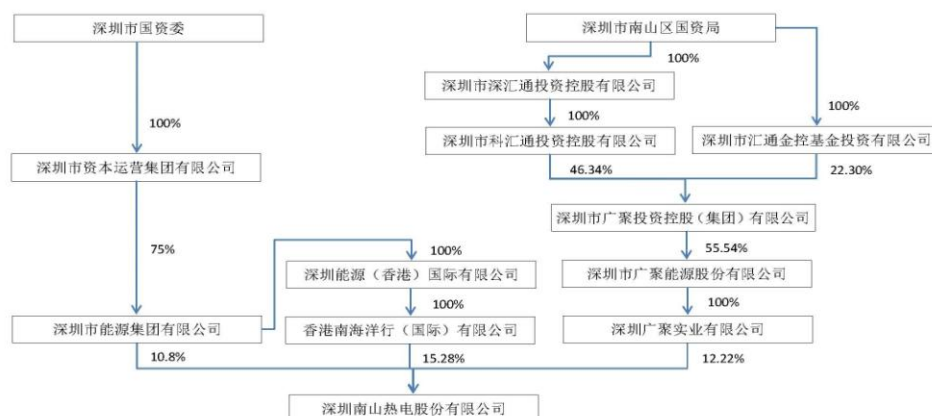 深圳市国资委
深圳市南山区国资局
100%
深圳市深汇通投资控股有限公司
100%
100%
100%
深圳市科汇通投资控股有限公司
深圳市汇通金控基金投资有限公司
深圳市资本运营集团有限公司
46.34%
22.30%
深圳市广聚投资控股（集团）有限公司
75%
100%
55.54%
深圳能源（香港）国际有限公司
深圳市广聚能源股份有限公司
100%
100%
深圳市能源集团有限公司
香港南海洋行（国际）有限公司
深圳广聚实业有限公司
10.8%
15.28%
12.22%
深圳南山热电股份有限公司